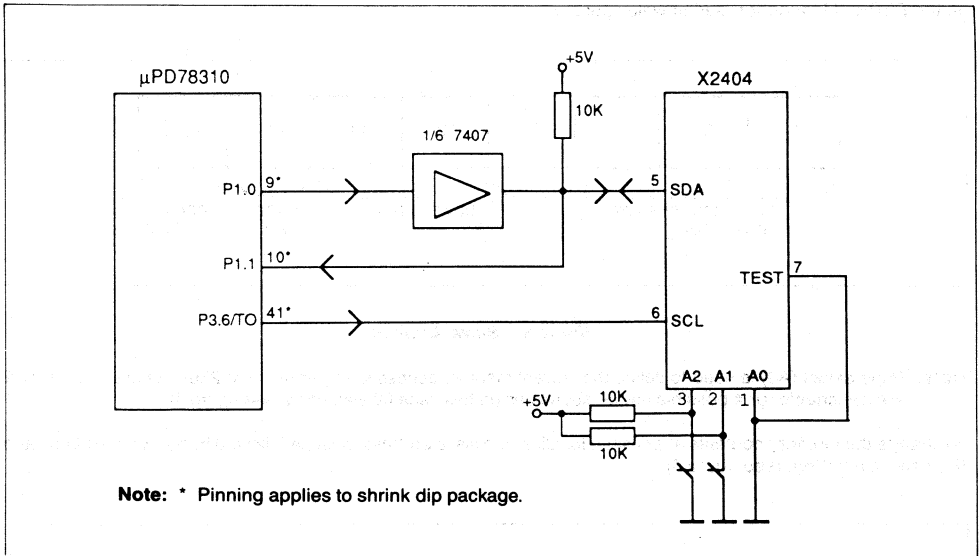 µPD78310
X2404
+5V
10K
1/6 7407
P1.0 9*
5 SDA
P1.1 10*
TEST 7
P3.6/TO 41*
6 SCL
A2 A1 A0
3 2 1
+5V
10K
10K
Note: * Pinning applies to shrink dip package.